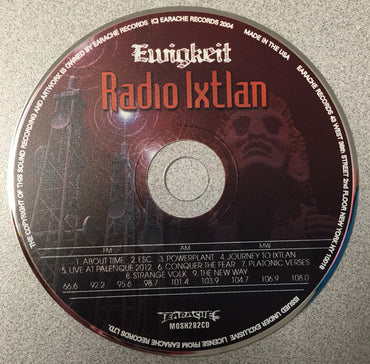 THE COPYRIGHT OF THIS SOUND RECORDING AND ARTWORK IS OWNED BY EARACHE RECORDS (C) EARACHE RECORDS 2004
MADE IN THE USA
EARACHE RECORDS 43 WEST 38th STREET 2nd FLOOR NEW YORK NY 10018
Ewigkeit
Radio Ixtlan
FM AM MW
1. ABOUT TIME 2. ESC. 3. POWERPLANT 4. JOURNEY TO IXTLAN
5. LIVE AT PALENQUE 2012 6. CONQUER THE FEAR 7. PLATONIC VERSES
8. STRANGE VOLK 9. THE NEW WAY
66.6 92.2 95.6 98.7 101.4 103.9 104.7 106.9 108.0
EARACHE
MOSH282CD
ISSUED UNDER EXCLUSIVE LICENSE FROM EARACHE RECORDS LTD.